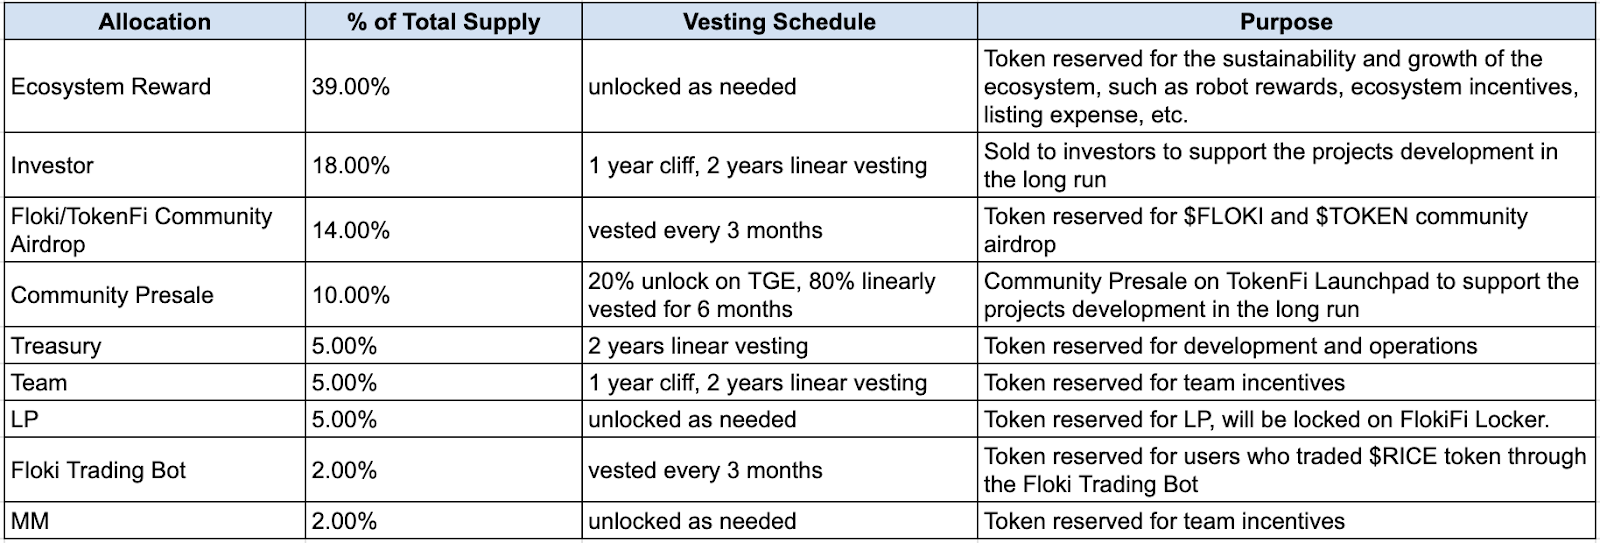 Allocation % of Total Supply Vesting Schedule Purpose
Ecosystem Reward 39.00% unlocked as needed Token reserved for the sustainability and growth of the
ecosystem, such as robot rewards, ecosystem incentives,
listing expense, etc.
Investor 18.00% 1 year cliff, 2 years linear vesting Sold to investors to support the projects development in
the long run
Floki/TokenFi Community
Airdrop 14.00% vested every 3 months Token reserved for $FLOKI and $TOKEN community
airdrop
Community Presale 10.00% 20% unlock on TGE, 80% linearly
vested for 6 months Community Presale on TokenFi Launchpad to support the
projects development in the long run
Treasury 5.00% 2 years linear vesting Token reserved for development and operations
Team 5.00% 1 year cliff, 2 years linear vesting Token reserved for team incentives
LP 5.00% unlocked as needed Token reserved for LP, will be locked on FlokiFi Locker.
Floki Trading Bot 2.00% vested every 3 months Token reserved for users who traded $RICE token through
the Floki Trading Bot
MM 2.00% unlocked as needed Token reserved for team incentives